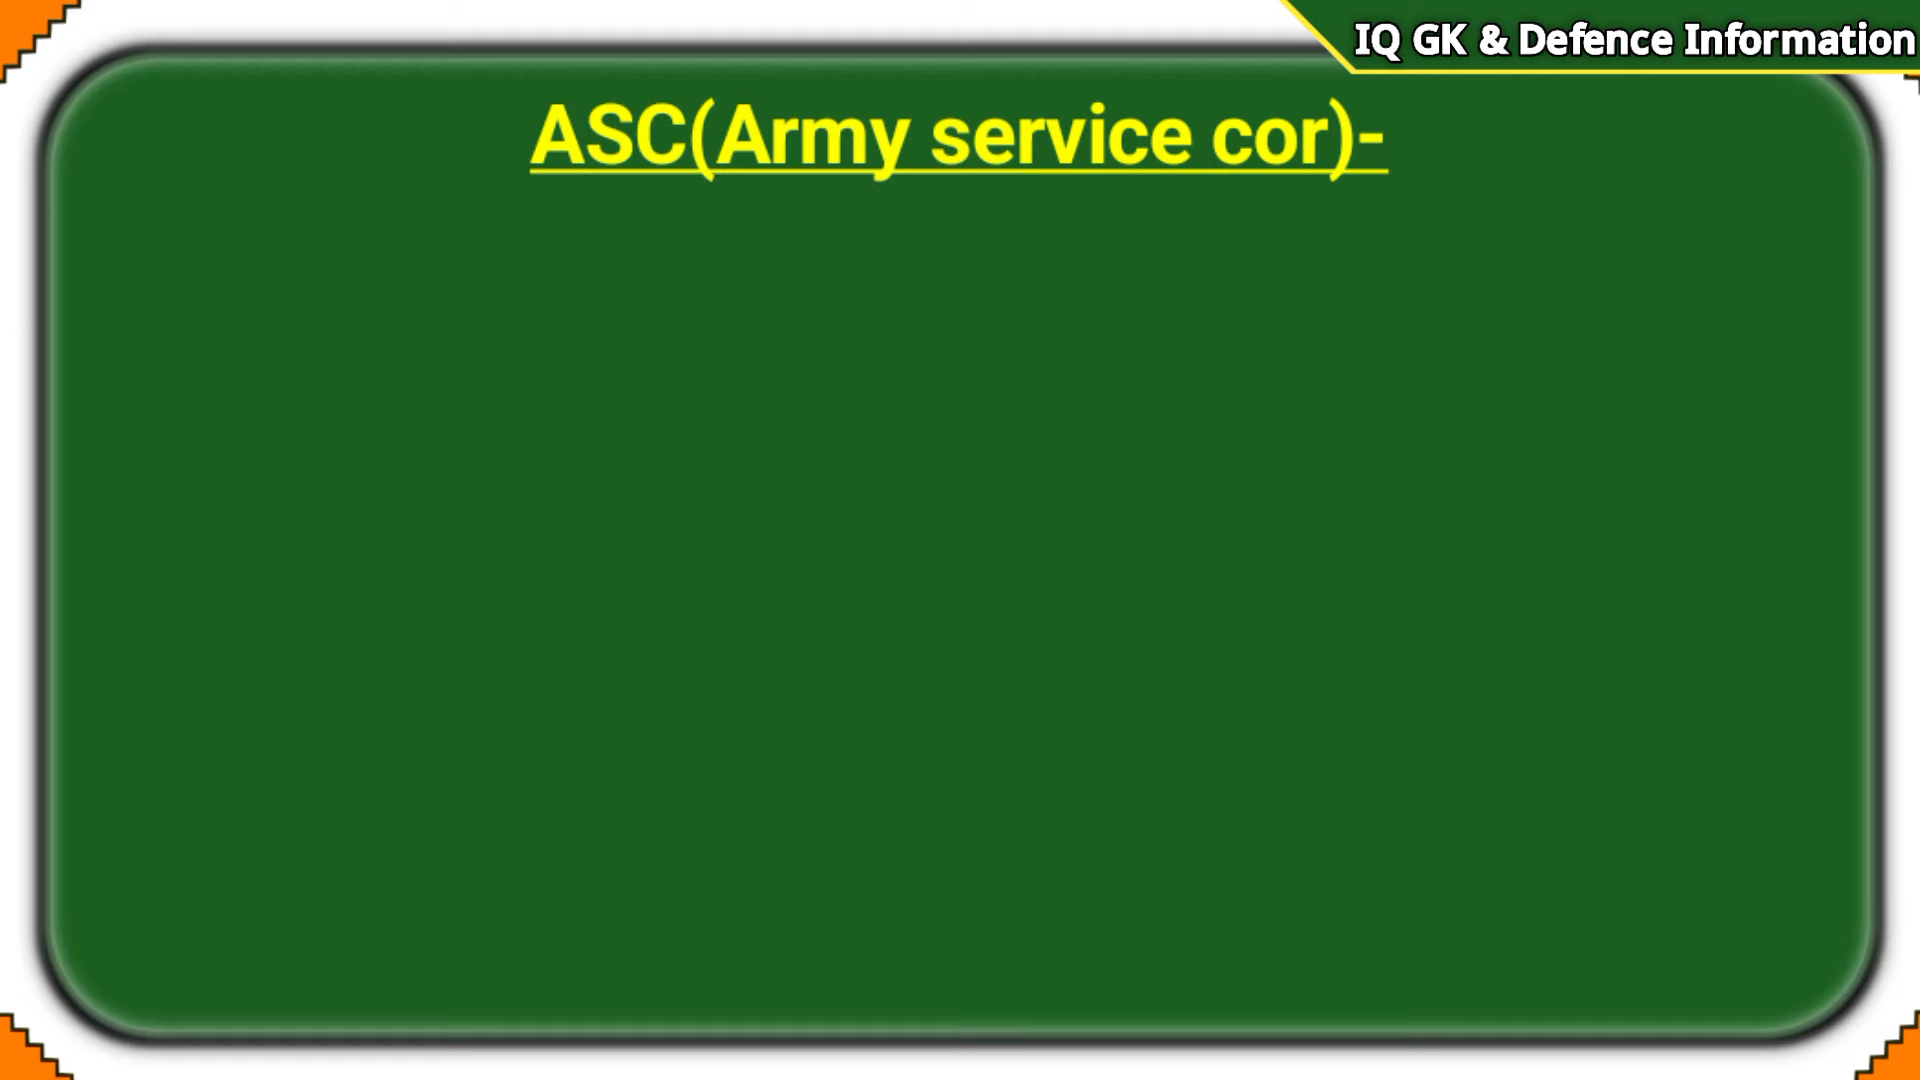 IQ GK & Defence Information
ASC(Army service cor)-